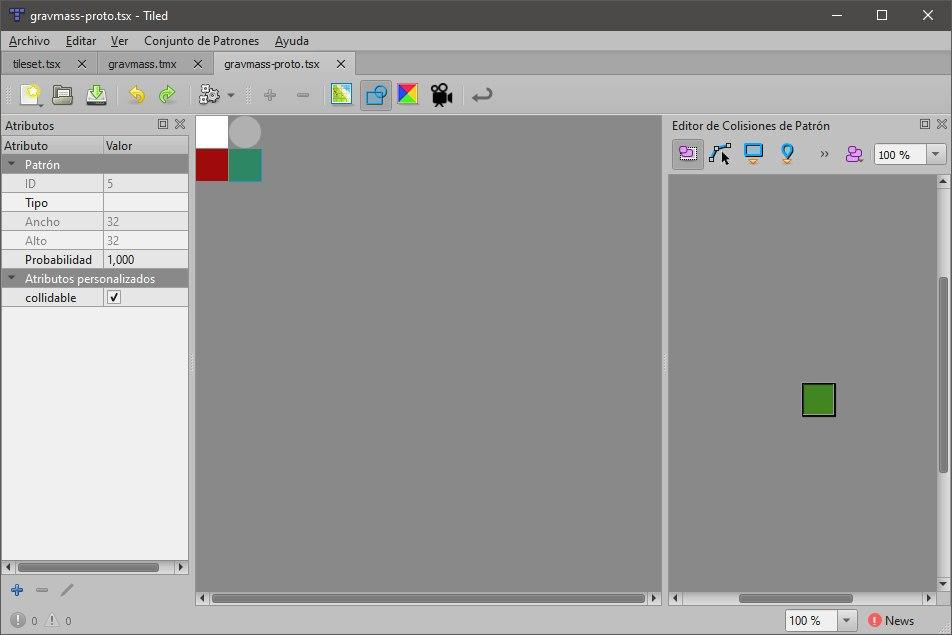 gravmass-proto.tsx - Tiled
Archivo Editar Ver Conjunto de Patrones Ayuda
tileset.tsx gravmass.tmx gravmass-proto.tsx
Atributos
Atributo Valor
Patrón
ID 5
Tipo
Ancho 32
Alto 32
Probabilidad 1,000
Atributos personalizados
collidable
Editor de Colisiones de Patrón
100 %
0 0
100 % News